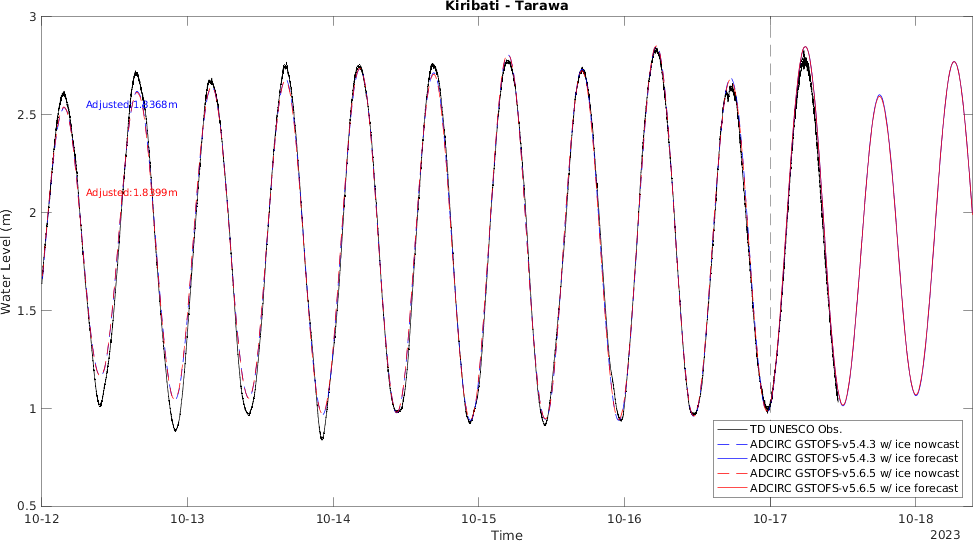 Kiribati - Tarawa
3
2.5
2
1.5
1
0.5
Water Level (m)
Adjusted:1.8368m
Adjusted:1.8399m
TD UNESCO Obs.
ADCIRC GSTOFS-v5.4.3 w/ ice nowcast
ADCIRC GSTOFS-v5.4.3 w/ ice forecast
ADCIRC GSTOFS-v5.6.5 w/ ice nowcast
ADCIRC GSTOFS-v5.6.5 w/ ice forecast
10-12 10-13 10-14 10-15 10-16 10-17 10-18
Time
2023